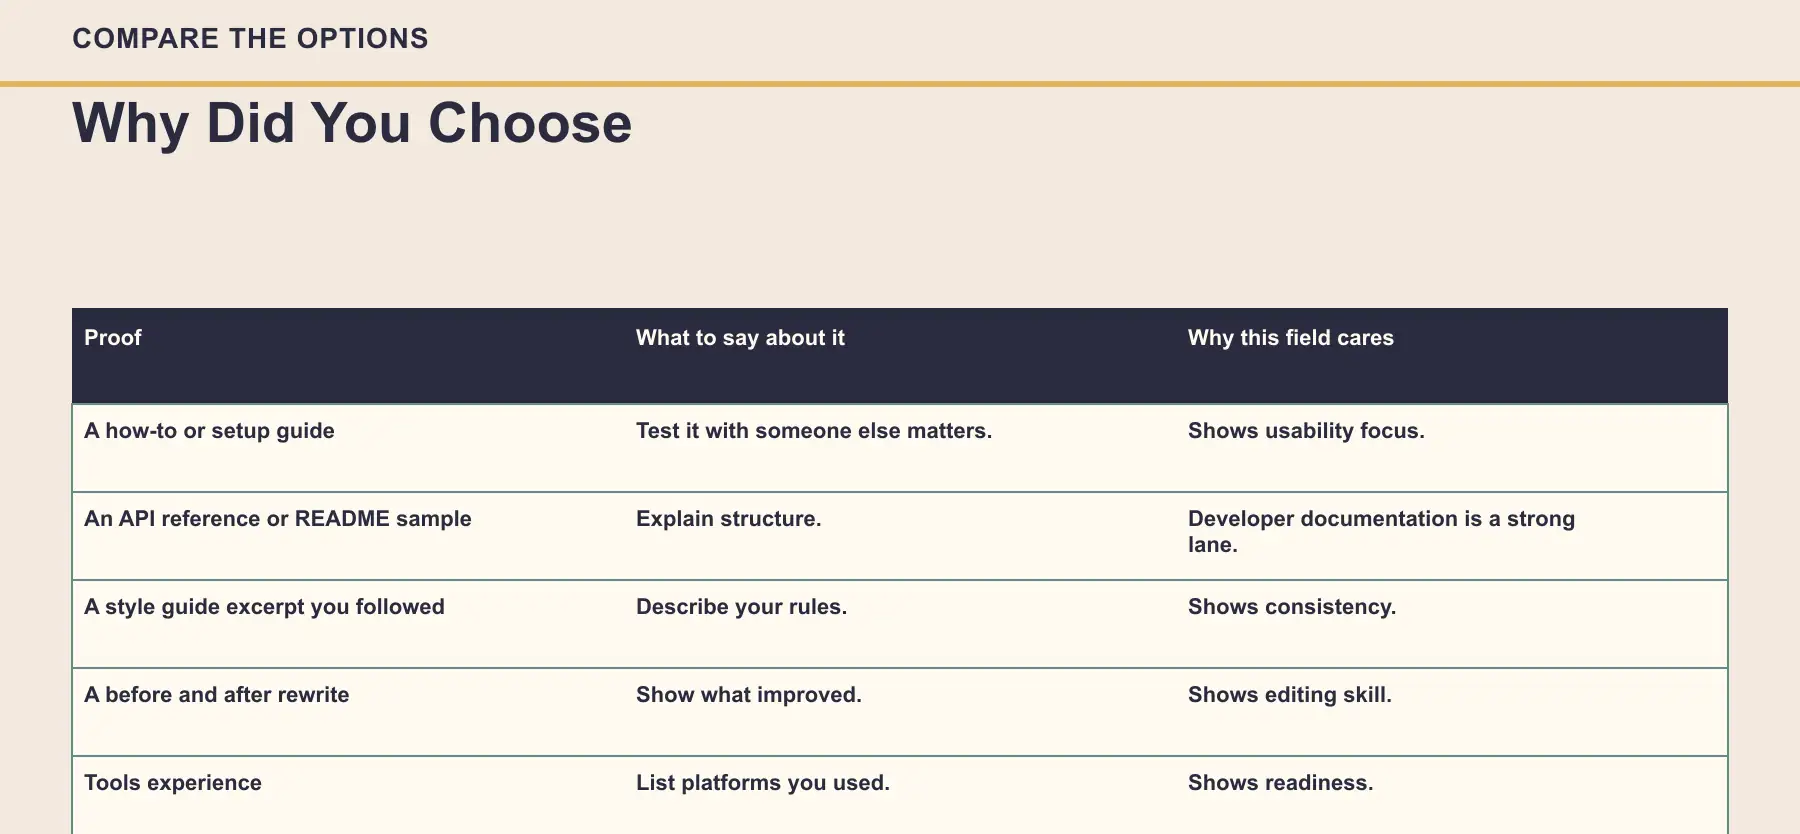 COMPARE THE OPTIONS
Why Did You Choose
Proof
What to say about it
Why this field cares
A how-to or setup guide
Test it with someone else matters.
Shows usability focus.
An API reference or README sample
Explain structure.
Developer documentation is a strong
lane.
A style guide excerpt you followed
Describe your rules.
Shows consistency.
A before and after rewrite
Show what improved.
Shows editing skill.
Tools experience
List platforms you used.
Shows readiness.